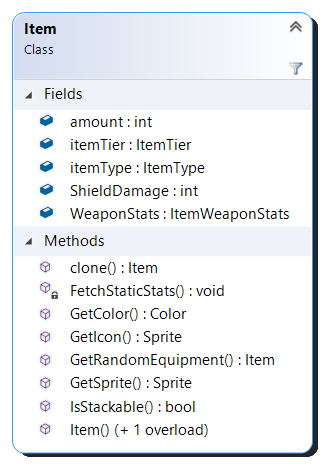 Item
Class
Fields
amount : int
itemTier : ItemTier
itemType : ItemType
ShieldDamage : int
WeaponStats : ItemWeaponStats
Methods
clone() : Item
FetchStaticStats() : void
GetColor() : Color
GetIcon() : Sprite
GetRandomEquipment() : Item
GetSprite() : Sprite
IsStackable() : bool
Item() (+ 1 overload)